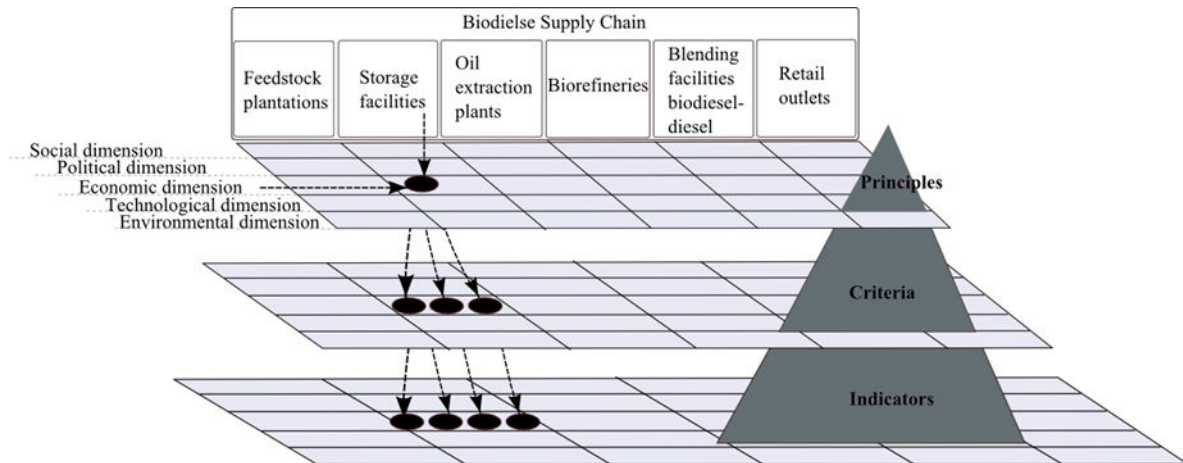 Biodielse Supply Chain
Feedstock
plantations
Storage
facilities
Oil
extraction
plants
Biorefineries
Blending
facilities
biodiesel-
diesel
Retail
outlets
Social dimension
Political dimension
Economic dimension
Technological dimension
Environmental dimension
Principles
Criteria
Indicators